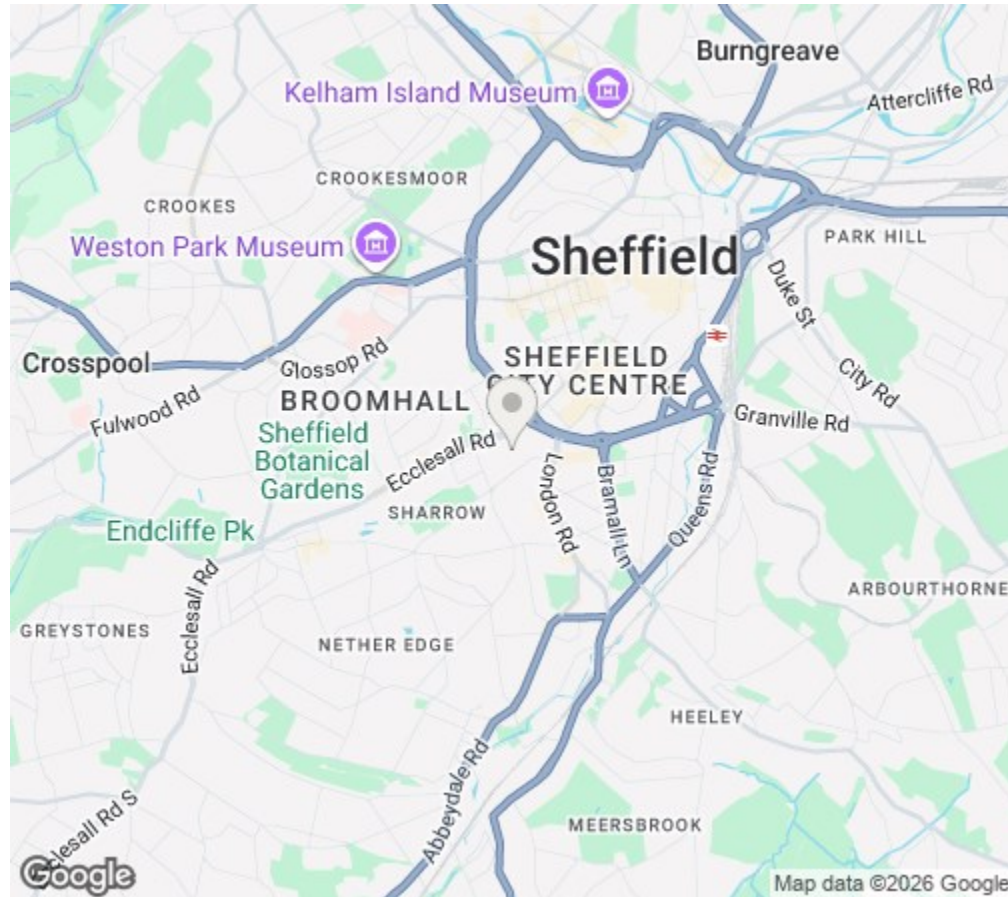 Burngreave
Kelham Island Museum
Attercliffe Rd
CROOKESMOOR
CROOKES
Weston Park Museum
Sheffield
PARK HILL
Duke St
Crosspool
Glossop Rd
SHEFFIELD
CITY CENTRE
City Rd
Fulwood Rd
BROOMHALL
Granville Rd
Sheffield
Botanical
Gardens
Ecclesall Rd
London Rd
Bramall Ln
Queens Rd
SHARROW
Endcliffe Pk
Ecclesall Rd
ARBOURTHORNE
GREYSTONES
NETHER EDGE
HEELEY
Abbeydale Rd
MEERSBROOK
Ecclesall Rd S
Google
Map data ©2026 Google